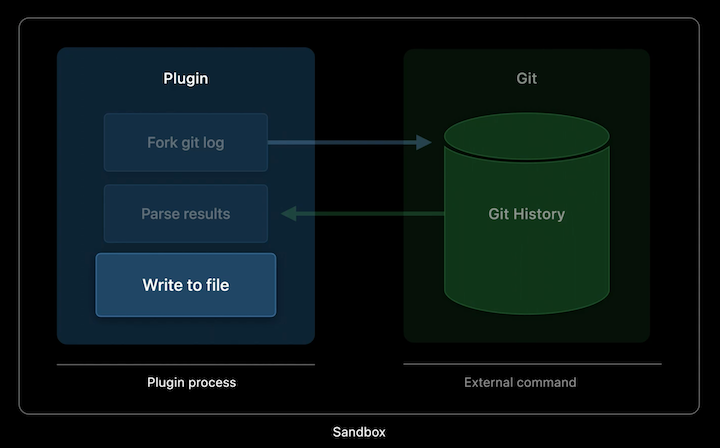 Plugin
Git
Fork git log
Parse results
Git History
Write to file
Plugin process
External command
Sandbox